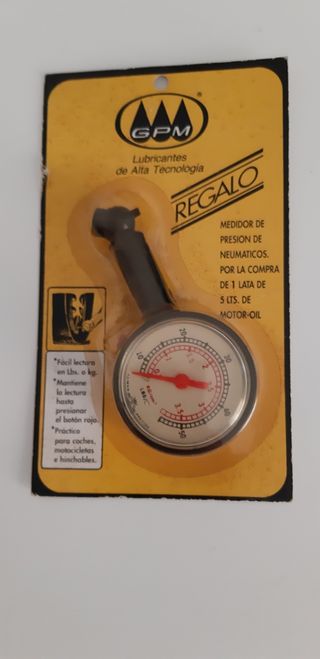 GPM
Lubricantes
de Alta Tecnología
REGALO
MEDIDOR DE
PRESION DE
NEUMATICOS.
POR LA COMPRA
DE 1 LATA DE
5 LTS. DE
MOTOR-OIL
*Fácil lectura
en Lbs. o kg.
*Mantiene
la lectura
hasta
presionar
el botón rojo.
*Práctico
para coches,
motocicletas
e hinchables.